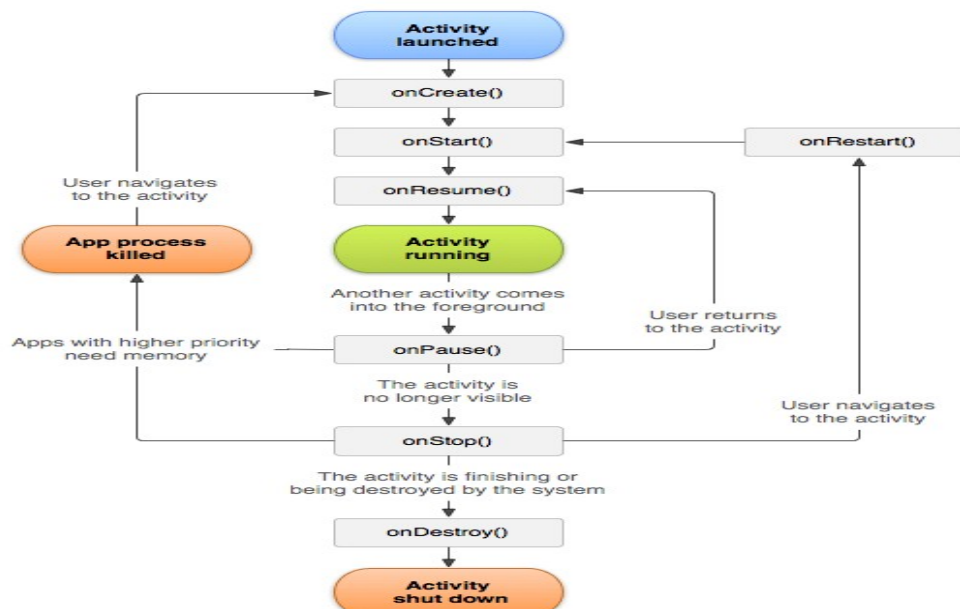 Activity
launched
onCreate()
onStart()
onRestart()
User navigates
to the activity
onResume()
App process
killed
Activity
running
Another activity comes
into the foreground
User returns
to the activity
Apps with higher priority
need memory
onPause()
The activity is
no longer visible
User navigates
to the activity
onStop()
The activity is finishing or
being destroyed by the system
onDestroy()
Activity
shut down